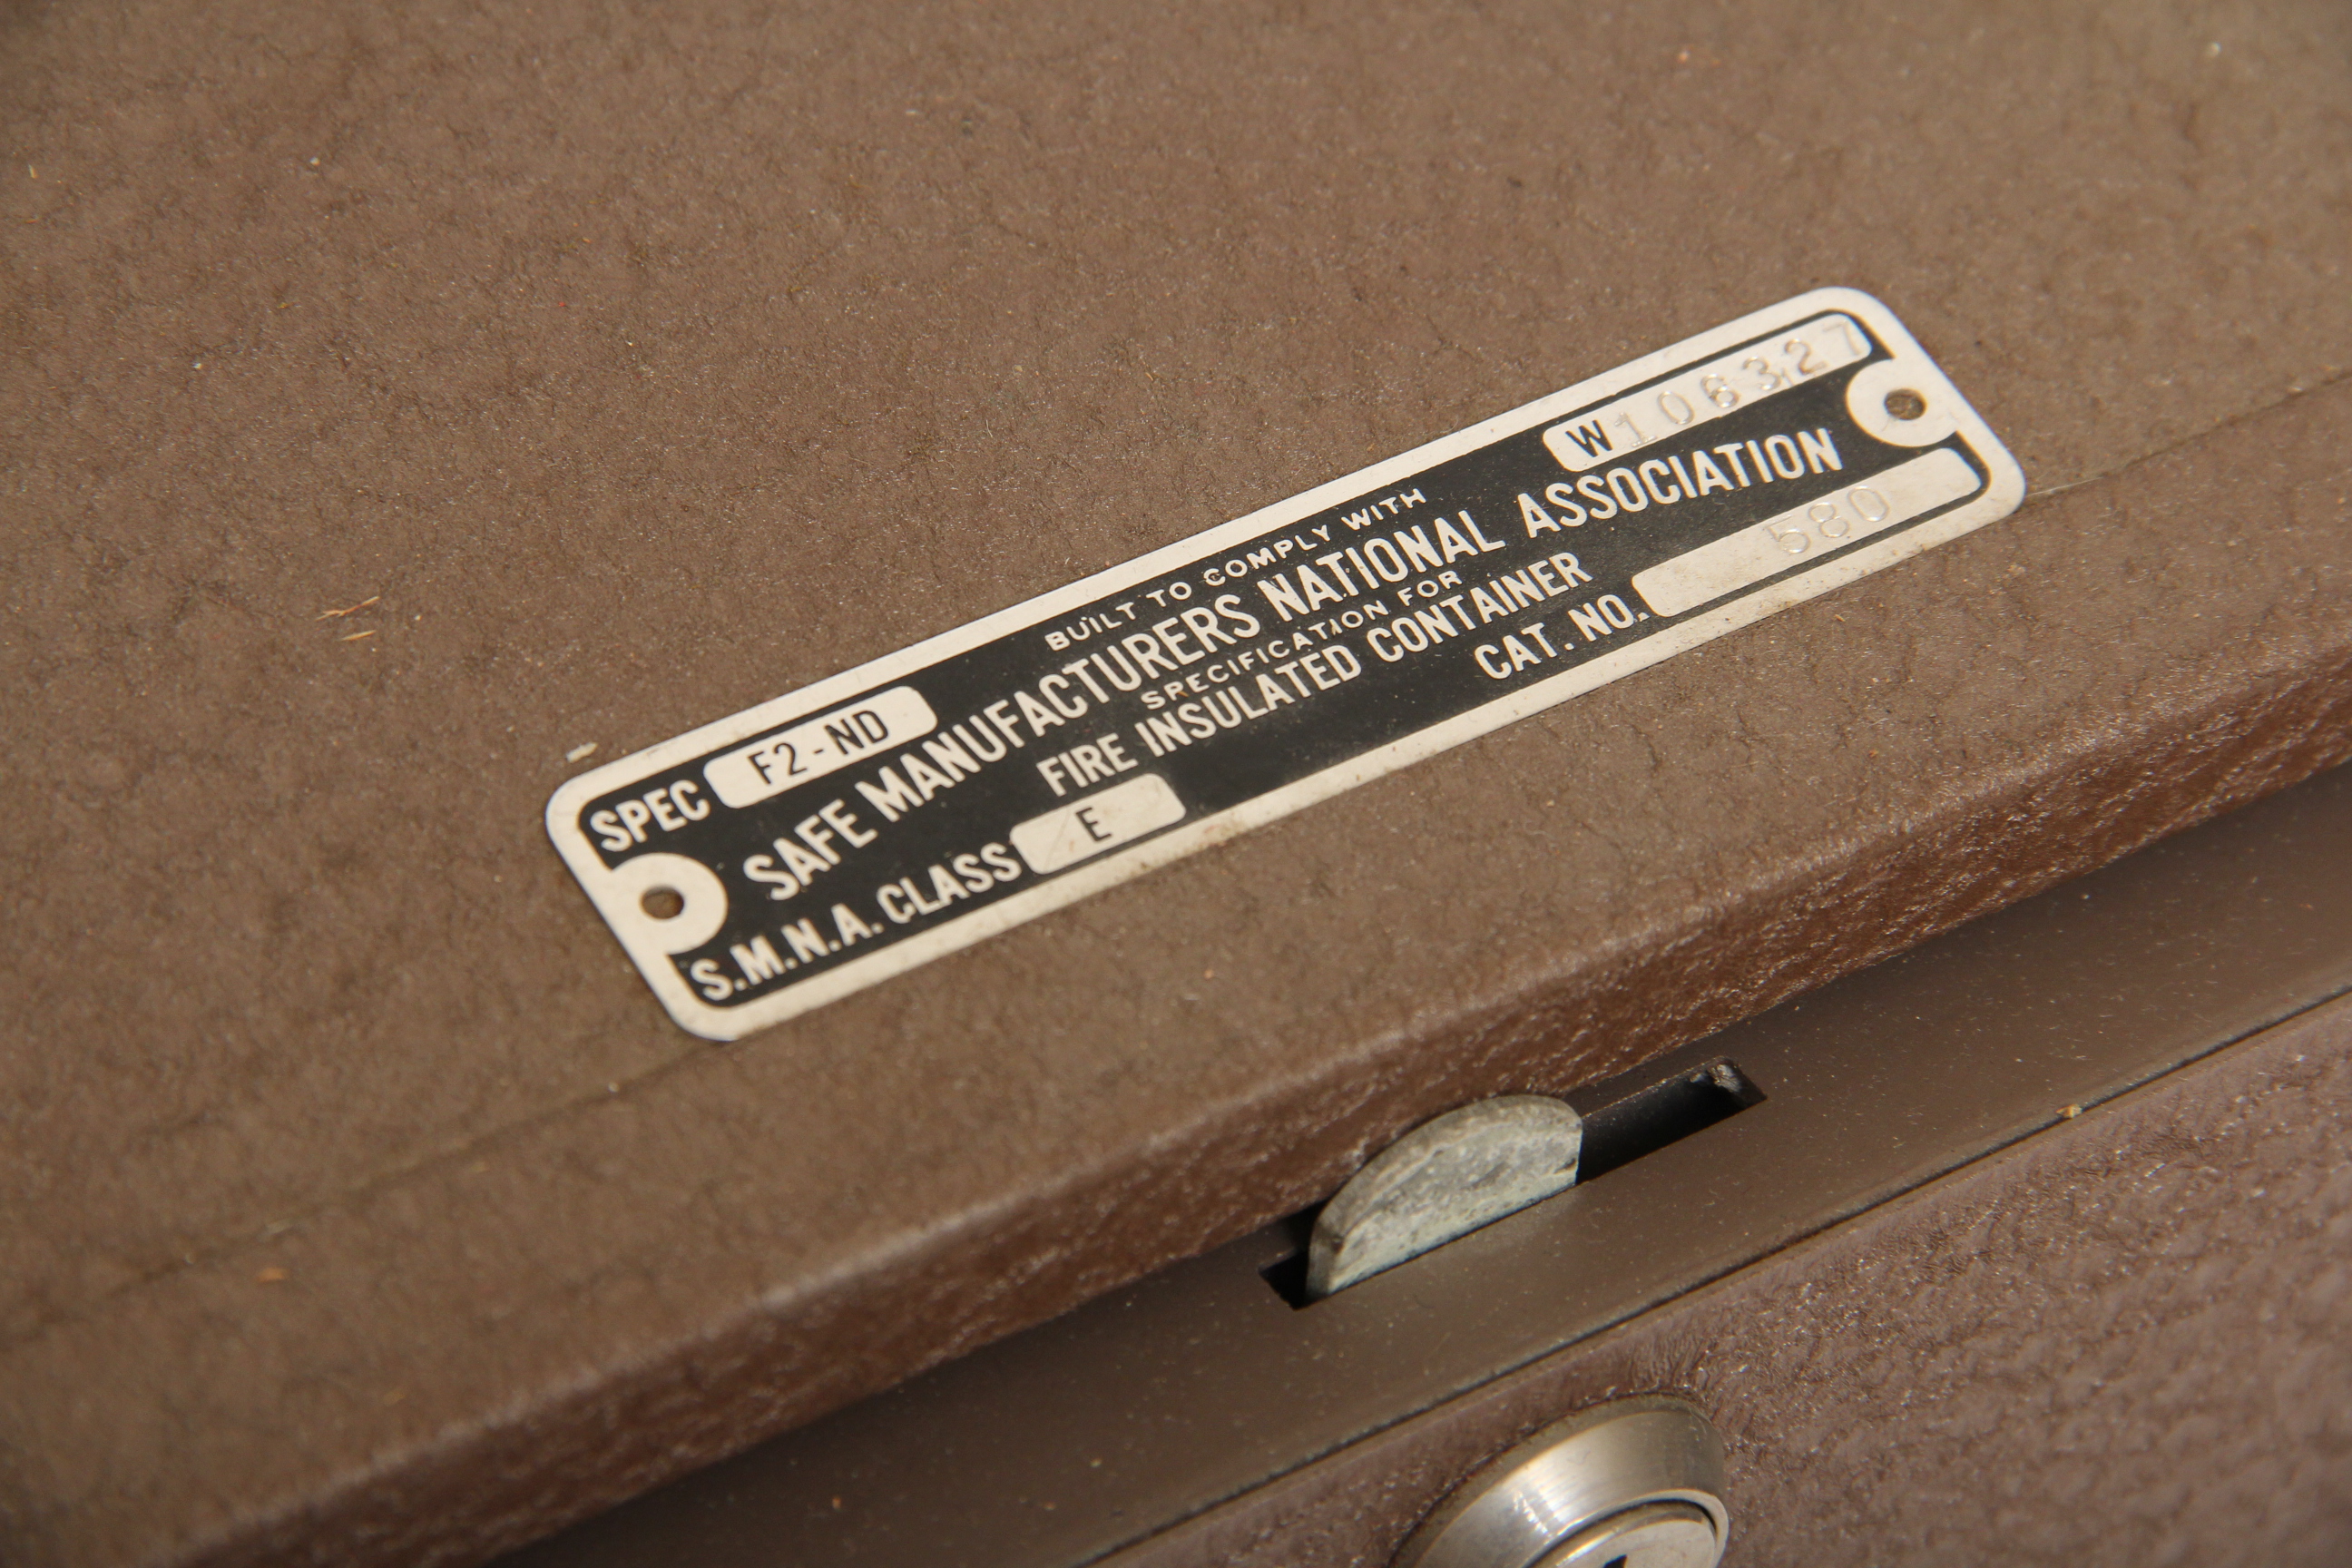 SPEC F2-ND
BUILT TO COMPLY WITH
W106327
SAFE MANUFACTURERS NATIONAL ASSOCIATION
SPECIFICATION FOR
FIRE INSULATED CONTAINER
S.M.N.A. CLASS E
CAT. NO. 580